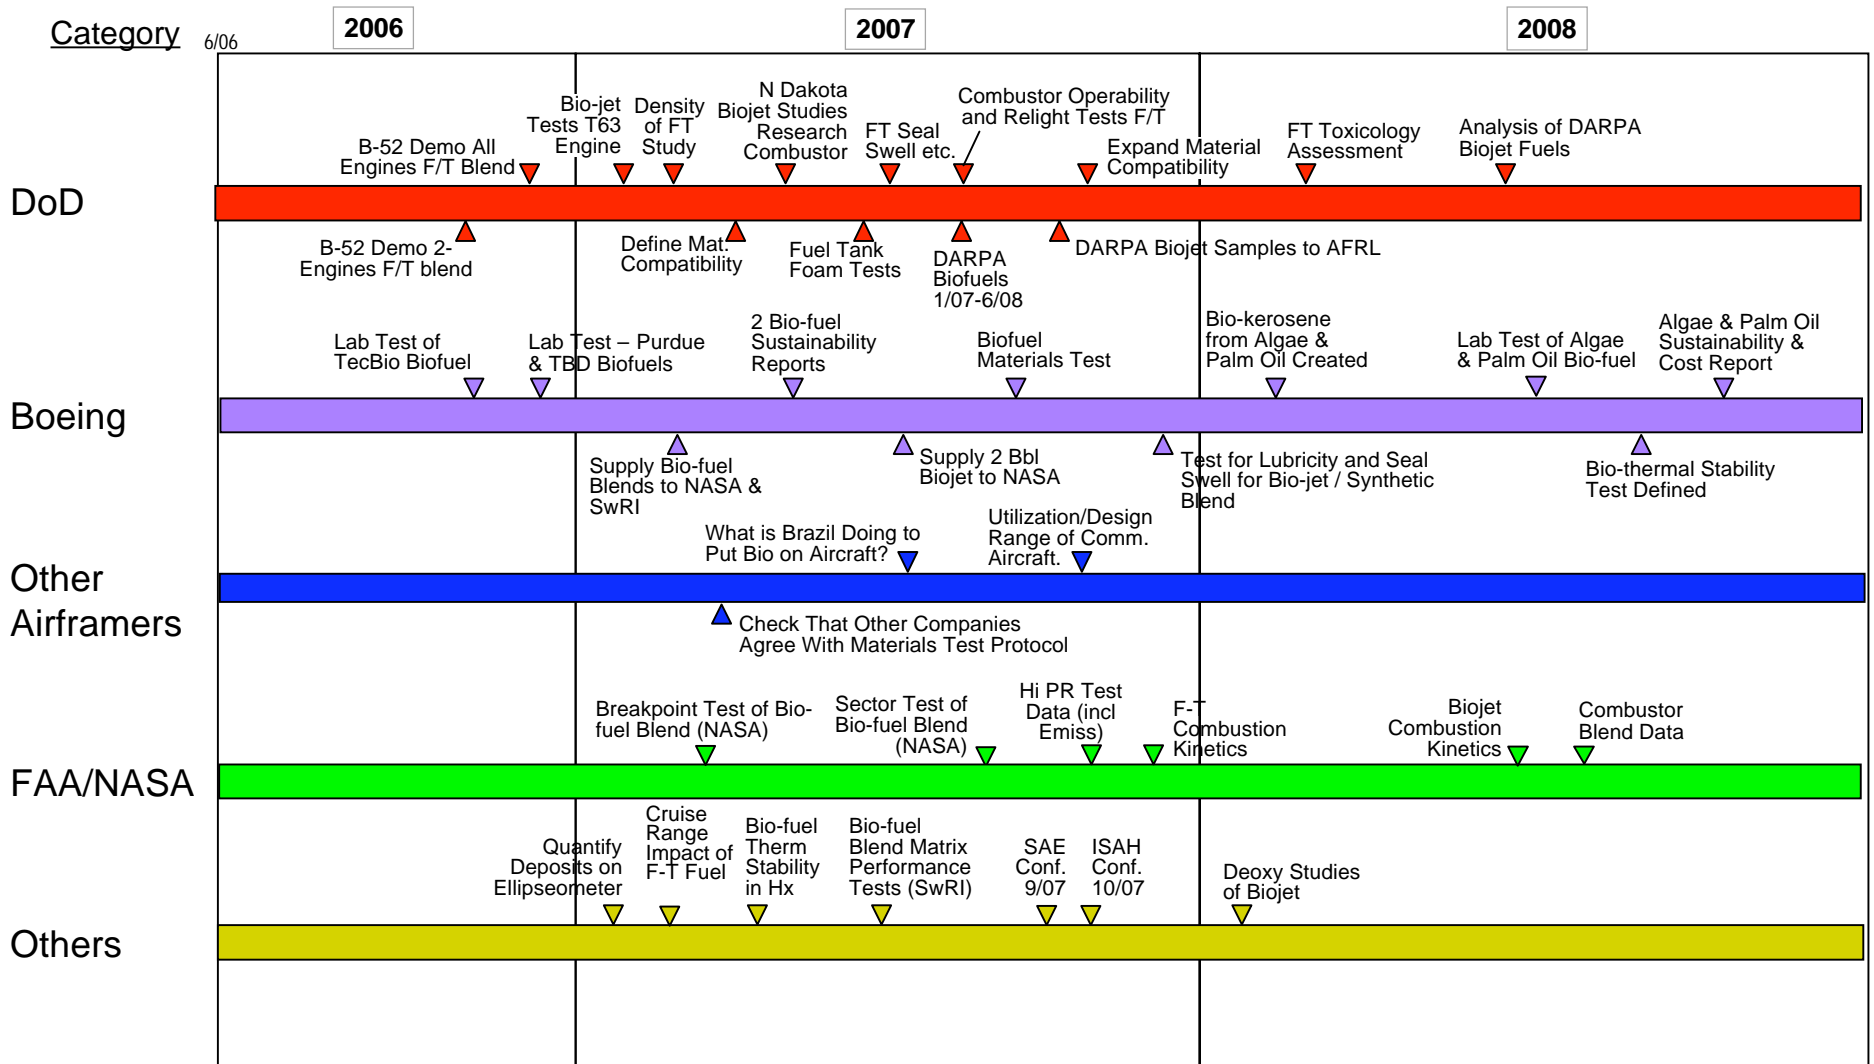 Category
6/06
2006
2007
2008
DoD
B-52 Demo All
Engines F/T Blend
Bio-jet
Tests T63
Engine
Density
of FT
Study
N Dakota
Biojet Studies
Research
Combustor
FT Seal
Swell etc.
Combustor Operability
and Relight Tests F/T
Expand Material
Compatibility
FT Toxicology
Assessment
Analysis of DARPA
Biojet Fuels
B-52 Demo 2-
Engines F/T blend
Define Mat.
Compatibility
Fuel Tank
Foam Tests
DARPA
Biofuels
1/07-6/08
DARPA Biojet Samples to AFRL
Boeing
Lab Test of
TecBio Biofuel
Lab Test – Purdue
& TBD Biofuels
2 Bio-fuel
Sustainability
Reports
Biofuel
Materials Test
Bio-kerosene
from Algae &
Palm Oil Created
Lab Test of Algae
& Palm Oil Bio-fuel
Algae & Palm Oil
Sustainability &
Cost Report
Supply Bio-fuel
Blends to NASA &
SwRI
Supply 2 Bbl
Biojet to NASA
Test for Lubricity and Seal
Swell for Bio-jet / Synthetic
Blend
Bio-thermal Stability
Test Defined
Other
Airframers
What is Brazil Doing to
Put Bio on Aircraft?
Utilization/Design
Range of Comm.
Aircraft.
Check That Other Companies
Agree With Materials Test Protocol
FAA/NASA
Breakpoint Test of Bio-
fuel Blend (NASA)
Sector Test of
Bio-fuel Blend
(NASA)
Hi PR Test
Data (incl
Emiss)
F-T
Combustion
Kinetics
Biojet
Combustion
Kinetics
Combustor
Blend Data
Others
Quantify
Deposits on
Ellipseometer
Cruise
Range
Impact of
F-T Fuel
Bio-fuel
Therm
Stability
in Hx
Bio-fuel
Blend Matrix
Performance
Tests (SwRI)
SAE
Conf.
9/07
ISAH
Conf.
10/07
Deoxy Studies
of Biojet